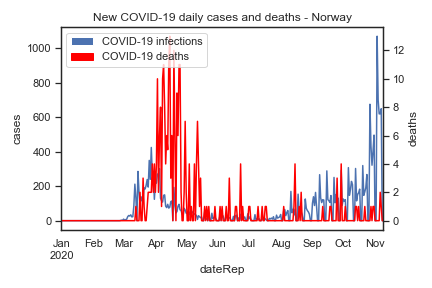 New COVID-19 daily cases and deaths - Norway
COVID-19 infections
COVID-19 deaths
1000
800
600
400
200
0
cases
12
10
8
6
4
2
0
deaths
Jan Feb Mar Apr May Jun Jul Aug Sep Oct Nov
2020
dateRep